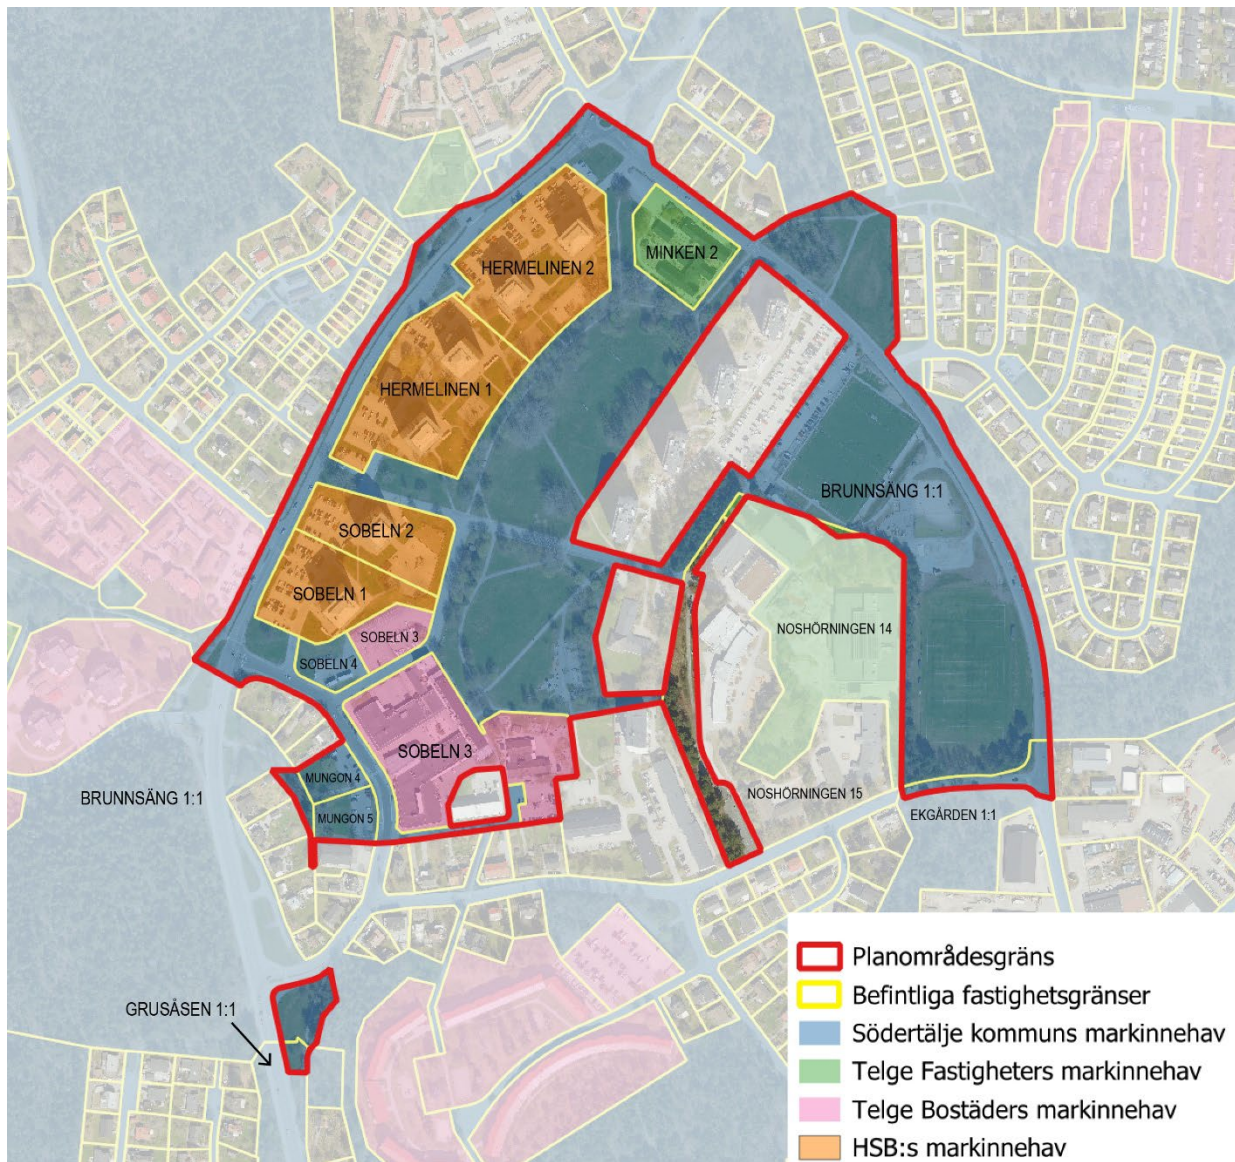 MINKEN 2
HERMELINEN 2
HERMELINEN 1
BRUNNSÄNG 1:1
SOBELN 2
SOBELN 1
NOSHÖRNINGEN 14
SOBELN 3
SOBELN 4
SOBELN 3
MUNGON 4
BRUNNSÄNG 1:1
NOSHÖRNINGEN 15
EKGÅRDEN 1:1
MUNGON 5
GRUSÅSEN 1:1
Planområdesgräns
Befintliga fastighetsgränser
Södertälje kommuns markinnehav
Telge Fastigheters markinnehav
Telge Bostäders markinnehav
HSB:s markinnehav